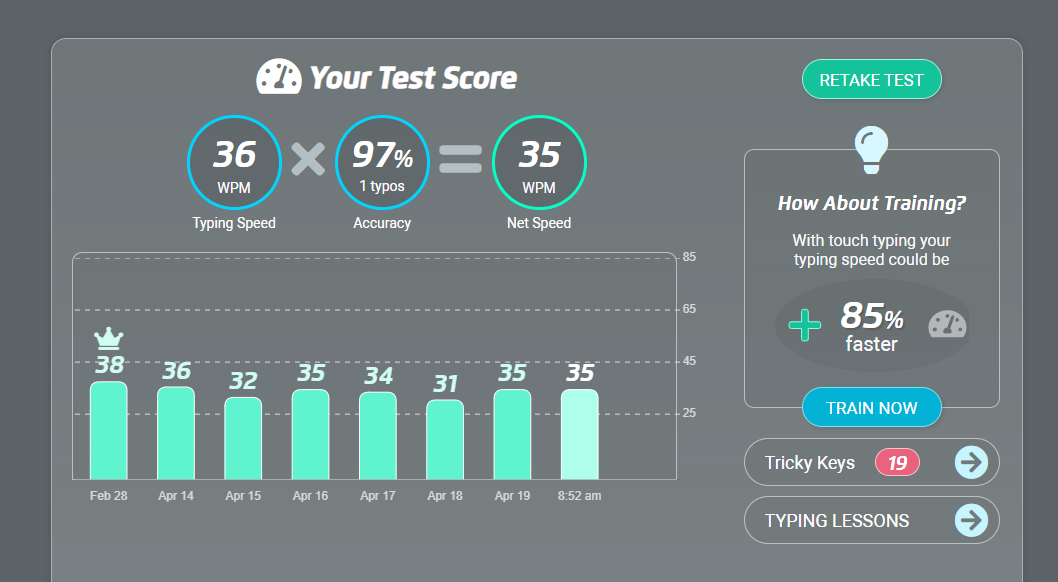 Your Test Score
RETAKE TEST
36
WPM
Typing Speed
97%
1 typos
Accuracy
35
WPM
Net Speed
85
65
45
25
38
36
32
35
34
31
35
35
Feb 28
Apr 14
Apr 15
Apr 16
Apr 17
Apr 18
Apr 19
8:52 am
How About Training?
With touch typing your
typing speed could be
85%
faster
TRAIN NOW
Tricky Keys 19
TYPING LESSONS